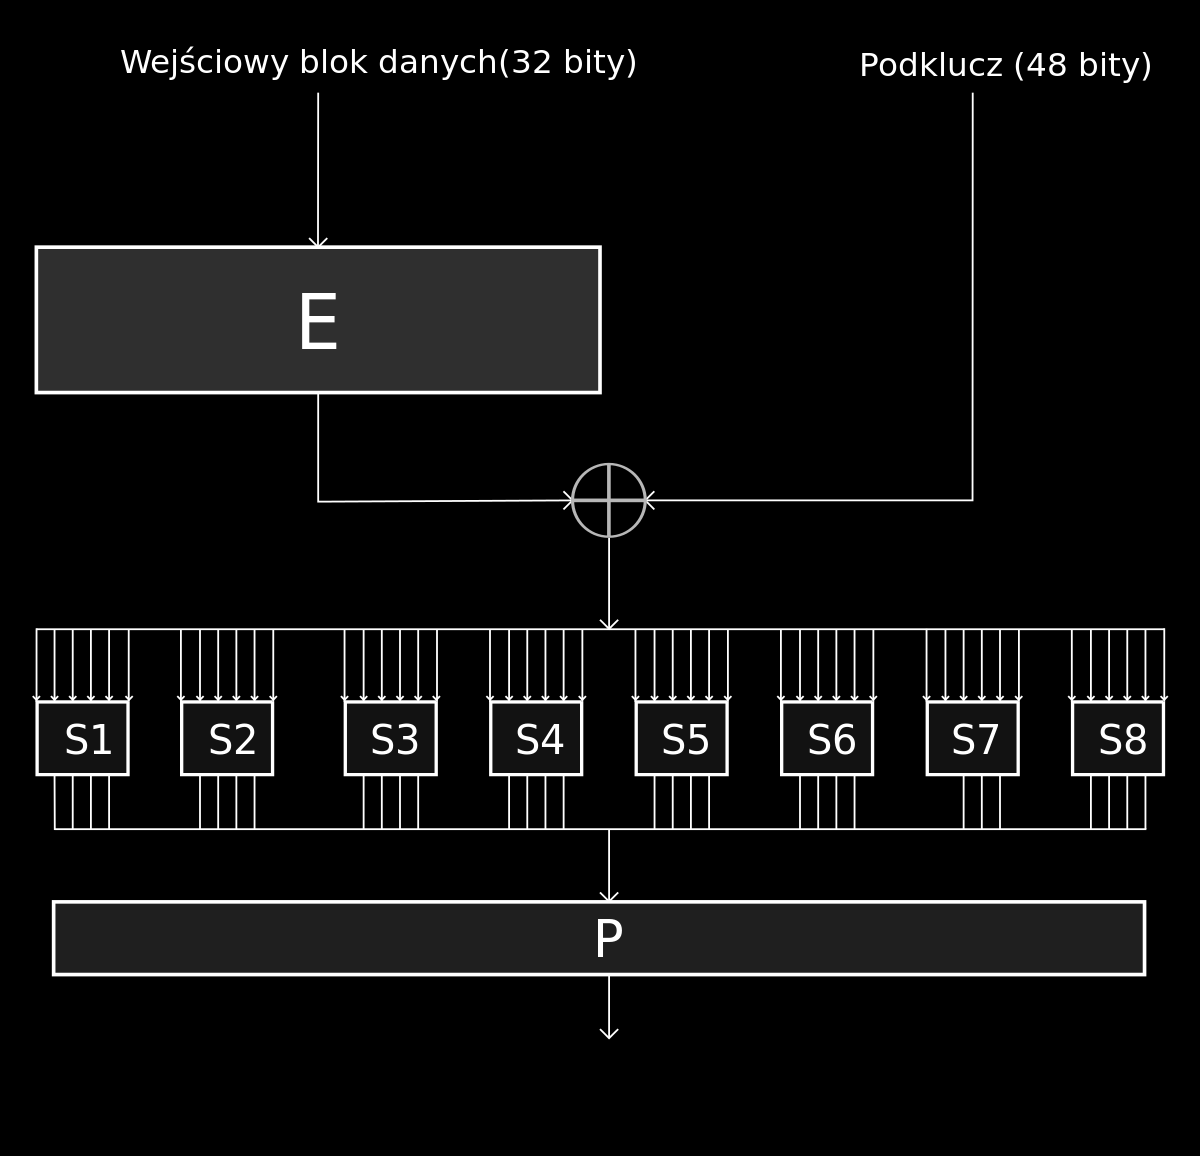 Wejściowy blok danych(32 bity)
Podklucz (48 bity)
E
S1 S2 S3 S4 S5 S6 S7 S8
P